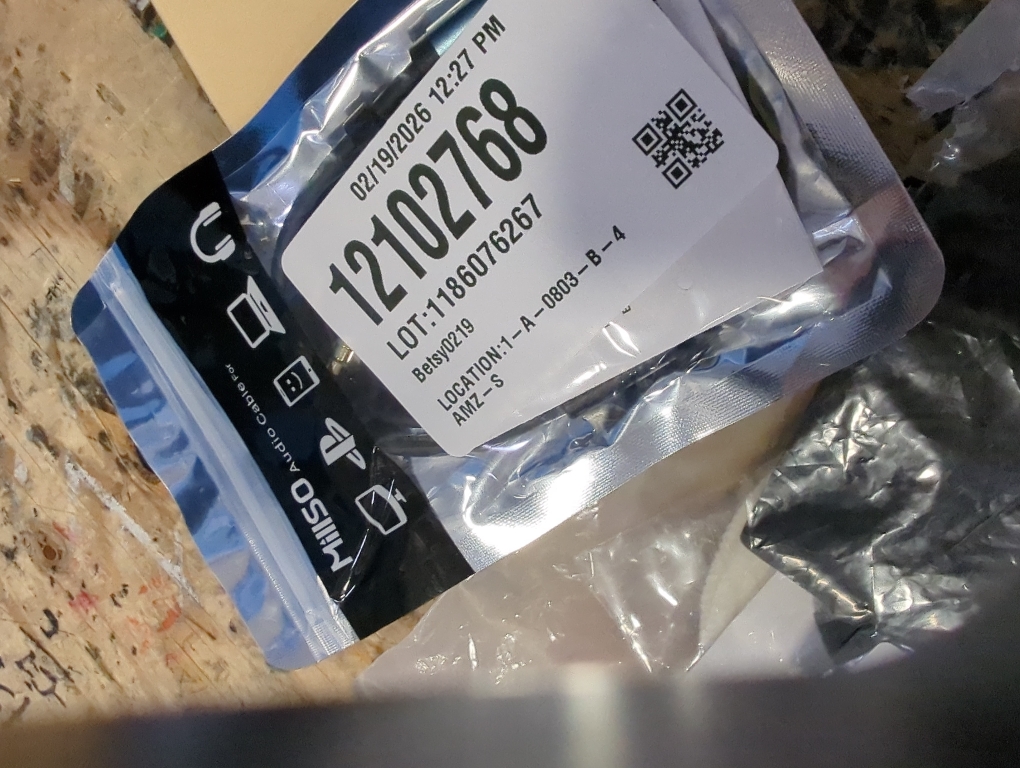 02/19/2026 12:27 PM
12102768
LOT:1186076267
Betsy0219
LOCATION:1-A-0803-B-4
AMZ-S
MillSO Audio Cable For